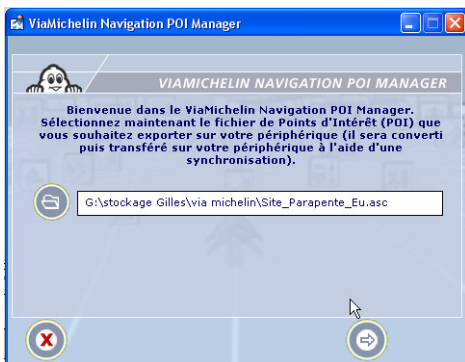 ViaMichelin Navigation POI Manager
VIAMICHELIN NAVIGATION POI MANAGER
Bienvenue dans le ViaMichelin Navigation POI Manager.
Sélectionnez maintenant le fichier de Points d'Intérêt (POI) que
vous souhaitez exporter sur votre périphérique (il sera converti
puis transféré sur votre périphérique à l'aide d'une
synchronisation).
G:\stockage Gilles\via michelin\Site_Parapente_Eu.asc